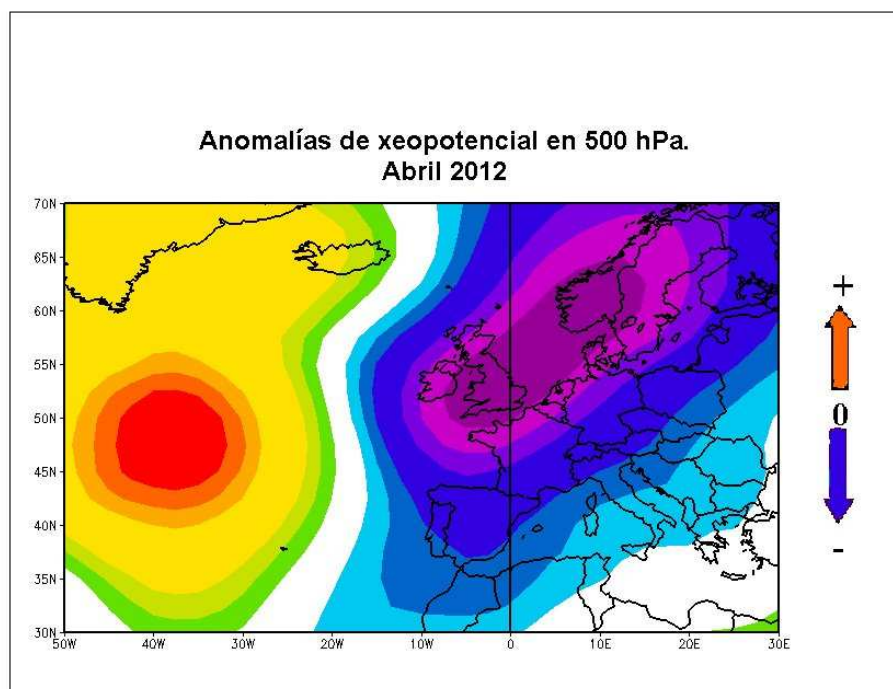 Anomalías de xeopotencial en 500 hPa.
Abril 2012
70N
65N
60N
55N
50N
45N
40N
35N
30N
50W 40W 30W 20W 10W 0 10E 20E 30E
+
0
-